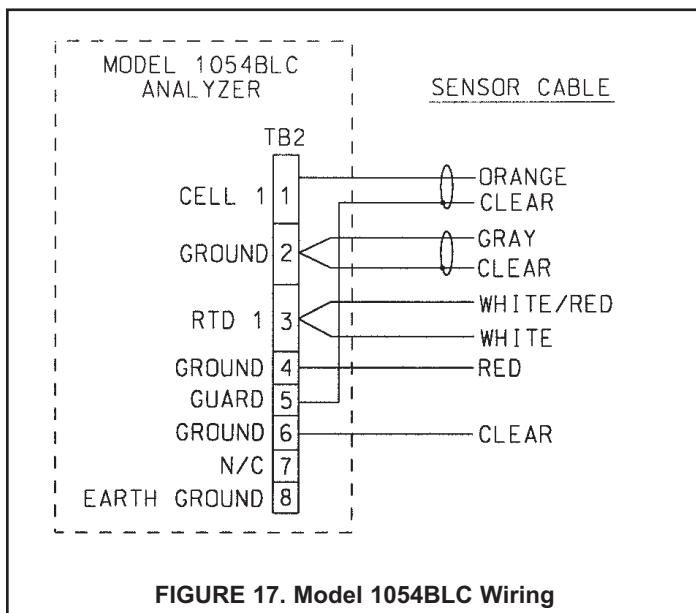 MODEL 1054BLC
ANALYZER
SENSOR CABLE
TB2
CELL 1 1 ORANGE
CLEAR
GROUND 2 GRAY
CLEAR
RTD 1 3 WHITE/RED
WHITE
GROUND 4 RED
GUARD 5
GROUND 6 CLEAR
N/C 7
EARTH GROUND 8
FIGURE 17. Model 1054BLC Wiring